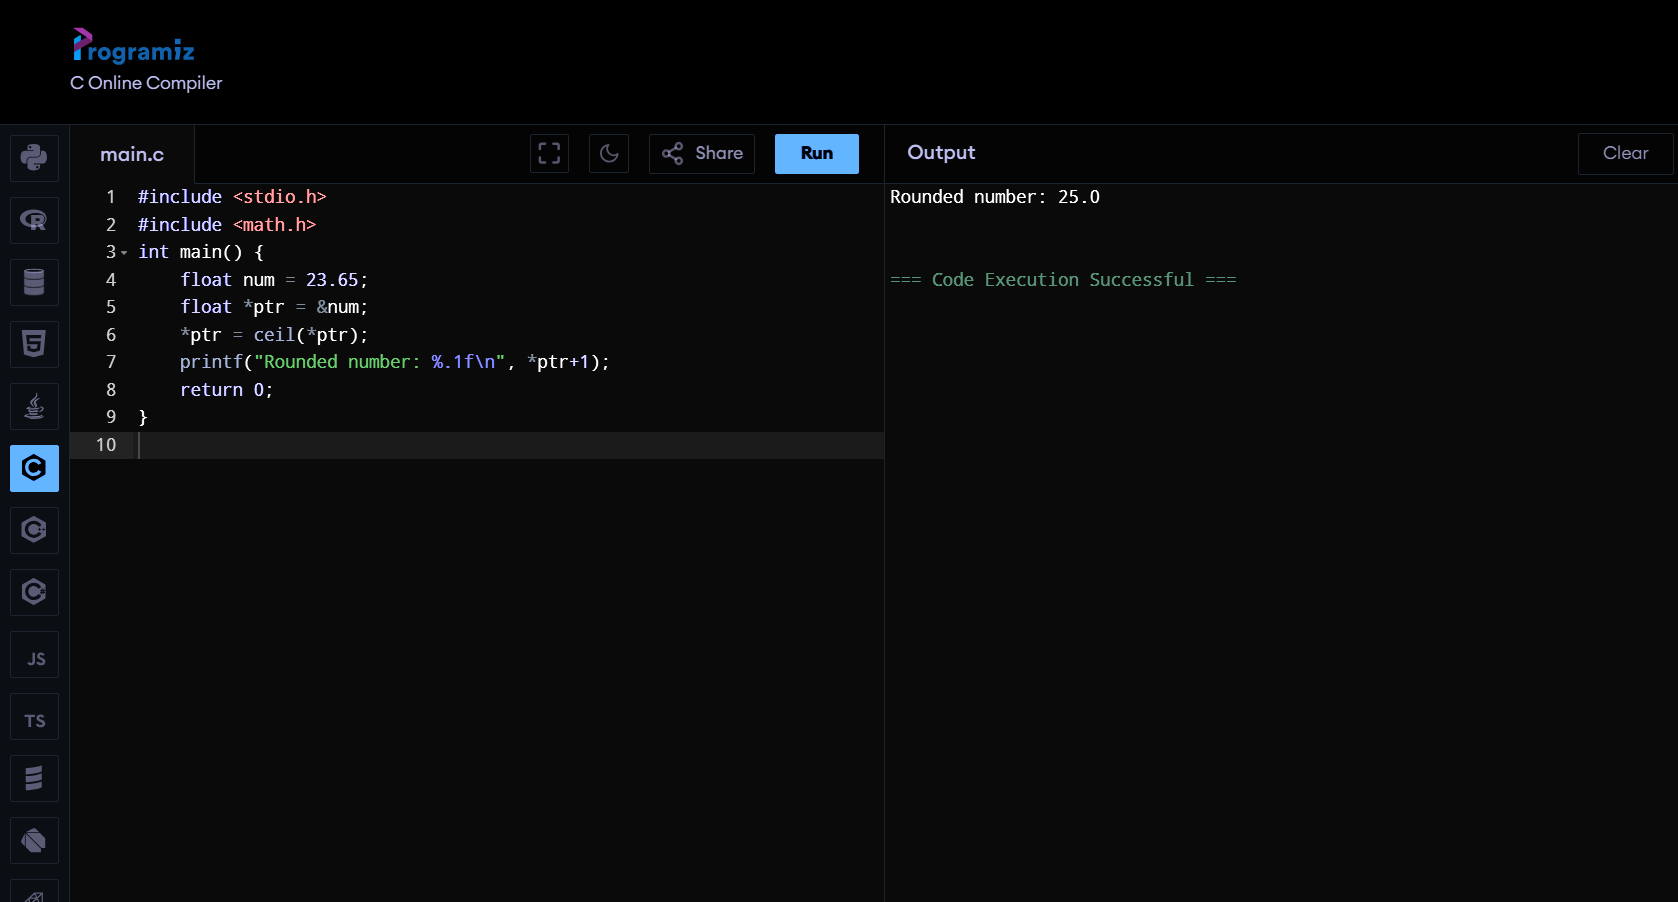 Programiz
C Online Compiler
main.c
Share
Run
Output
Clear
1 #include <stdio.h>
2 #include <math.h>
3 int main() {
4     float num = 23.65;
5     float *ptr = &num;
6     *ptr = ceil(*ptr);
7     printf("Rounded number: %.1f\n", *ptr+1);
8     return 0;
9 }
10
Rounded number: 25.0
=== Code Execution Successful ===
JS
TS